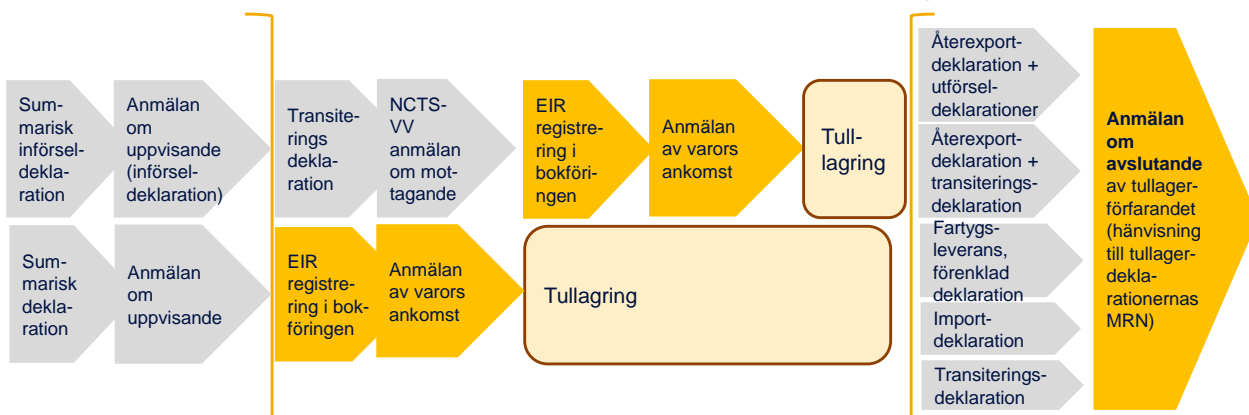 Sum-
marisk
införsel-
dekla-
ration
Anmälan
om
uppvisande
(införsel-
deklaration)
Transite-
rings
dekla-
ration
NCTS-
VV
anmälan
om mot-
tagande
EIR
registre-
ring i
bokföri-
ngen
Anmälan
av varors
ankomst
Tull-
lagring
Sum-
marisk
dekla-
ration
Anmälan
om
uppvisande
EIR
registre-
ring i bok-
föringen
Anmälan
av varors
ankomst
Tullagring
Återexport-
deklaration +
utförsel-
deklarationer
Återexport-
deklaration +
transiterings-
deklaration
Fartygs-
leverans,
förenklad
deklaration
Import-
deklaration
Transiterings-
deklaration
Anmälan
om
avslutande
av tullager-
förfarandet
(hänvisning
till tullager-
dekla-
rationernas
MRN)